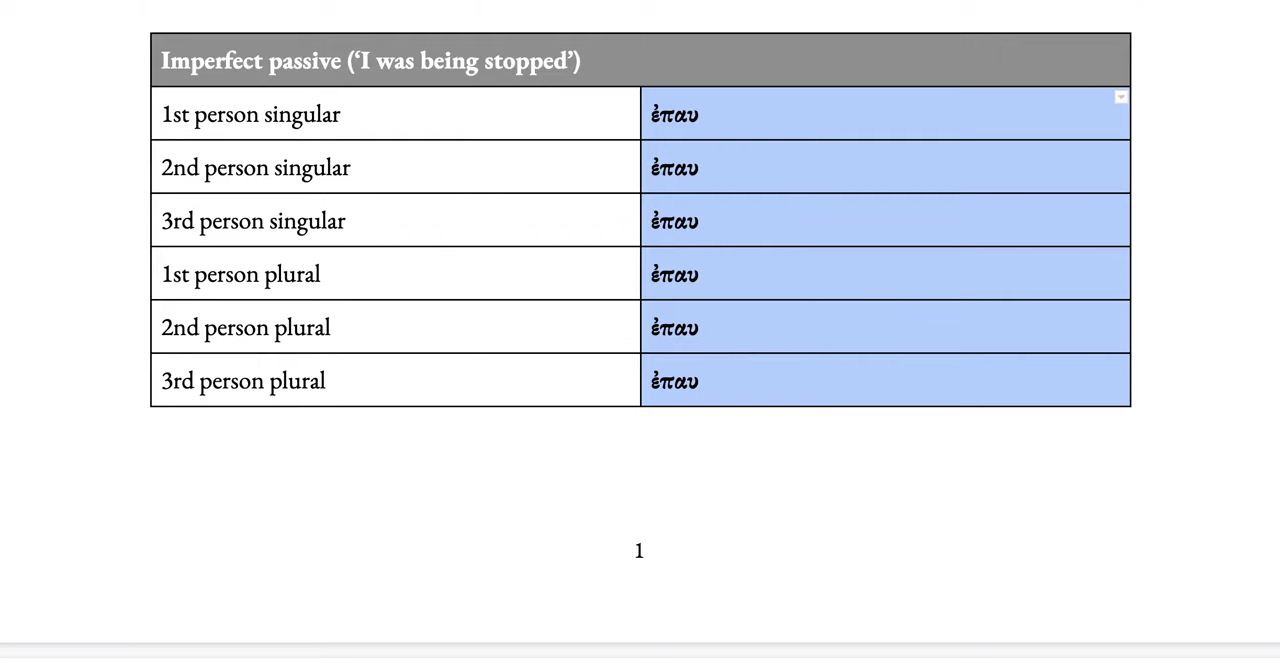 Imperfect passive (‘I was being stopped’)
1st person singular ἐπαυ
2nd person singular ἐπαυ
3rd person singular ἐπαυ
1st person plural ἐπαυ
2nd person plural ἐπαυ
3rd person plural ἐπαυ
1